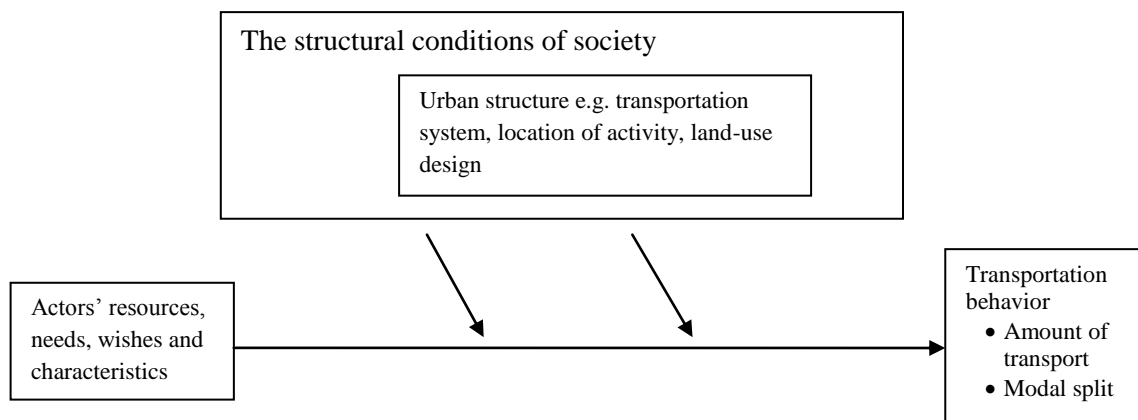 The structural conditions of society
Urban structure e.g. transportation
system, location of activity, land-use
design
Actors’ resources,
needs, wishes and
characteristics
Transportation
behavior
• Amount of
transport
• Modal split